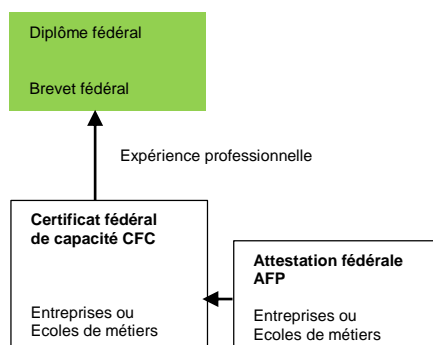 Diplôme fédéral
Brevet fédéral
Expérience professionnelle
Certificat fédéral
de capacité CFC
Entreprises ou
Ecoles de métiers
Attestation fédérale
AFP
Entreprises ou
Ecoles de métiers